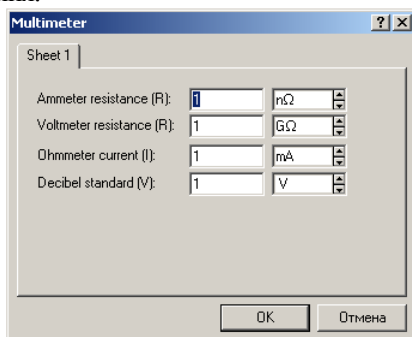 Multimeter ? ×
Sheet 1
Ammeter resistance (R): 1 nΩ
Voltmeter resistance (R): 1 GΩ
Ohmmeter current (I): 1 mA
Decibel standard (V): 1 V
OK Отмена